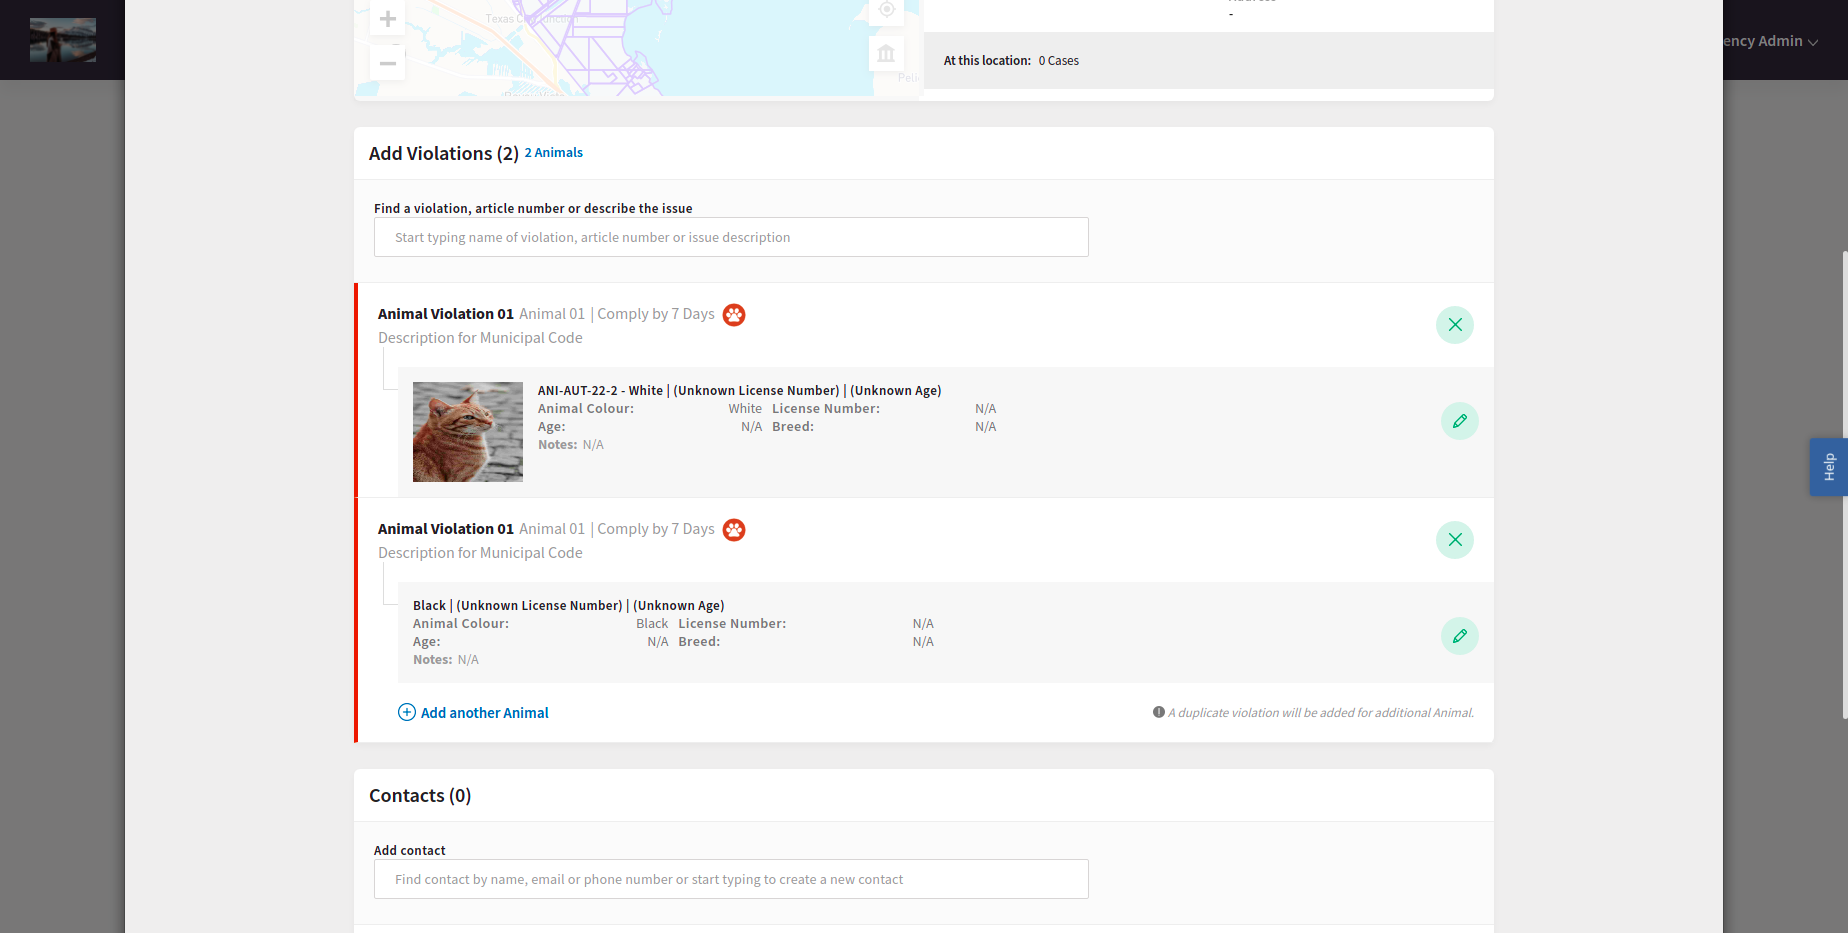 Texas City Junction
Address
-
ency Admin
At this location: 0 Cases
Add Violations (2) 2 Animals
Find a violation, article number or describe the issue
Start typing name of violation, article number or issue description
Animal Violation 01 Animal 01 | Comply by 7 Days
Description for Municipal Code
ANI-AUT-22-2 - White | (Unknown License Number) | (Unknown Age)
Animal Colour: White License Number: N/A
Age: N/A Breed: N/A
Notes: N/A
Help
Animal Violation 01 Animal 01 | Comply by 7 Days
Description for Municipal Code
Black | (Unknown License Number) | (Unknown Age)
Animal Colour: Black License Number: N/A
Age: N/A Breed: N/A
Notes: N/A
Add another Animal
A duplicate violation will be added for additional Animal.
Contacts (0)
Add contact
Find contact by name, email or phone number or start typing to create a new contact